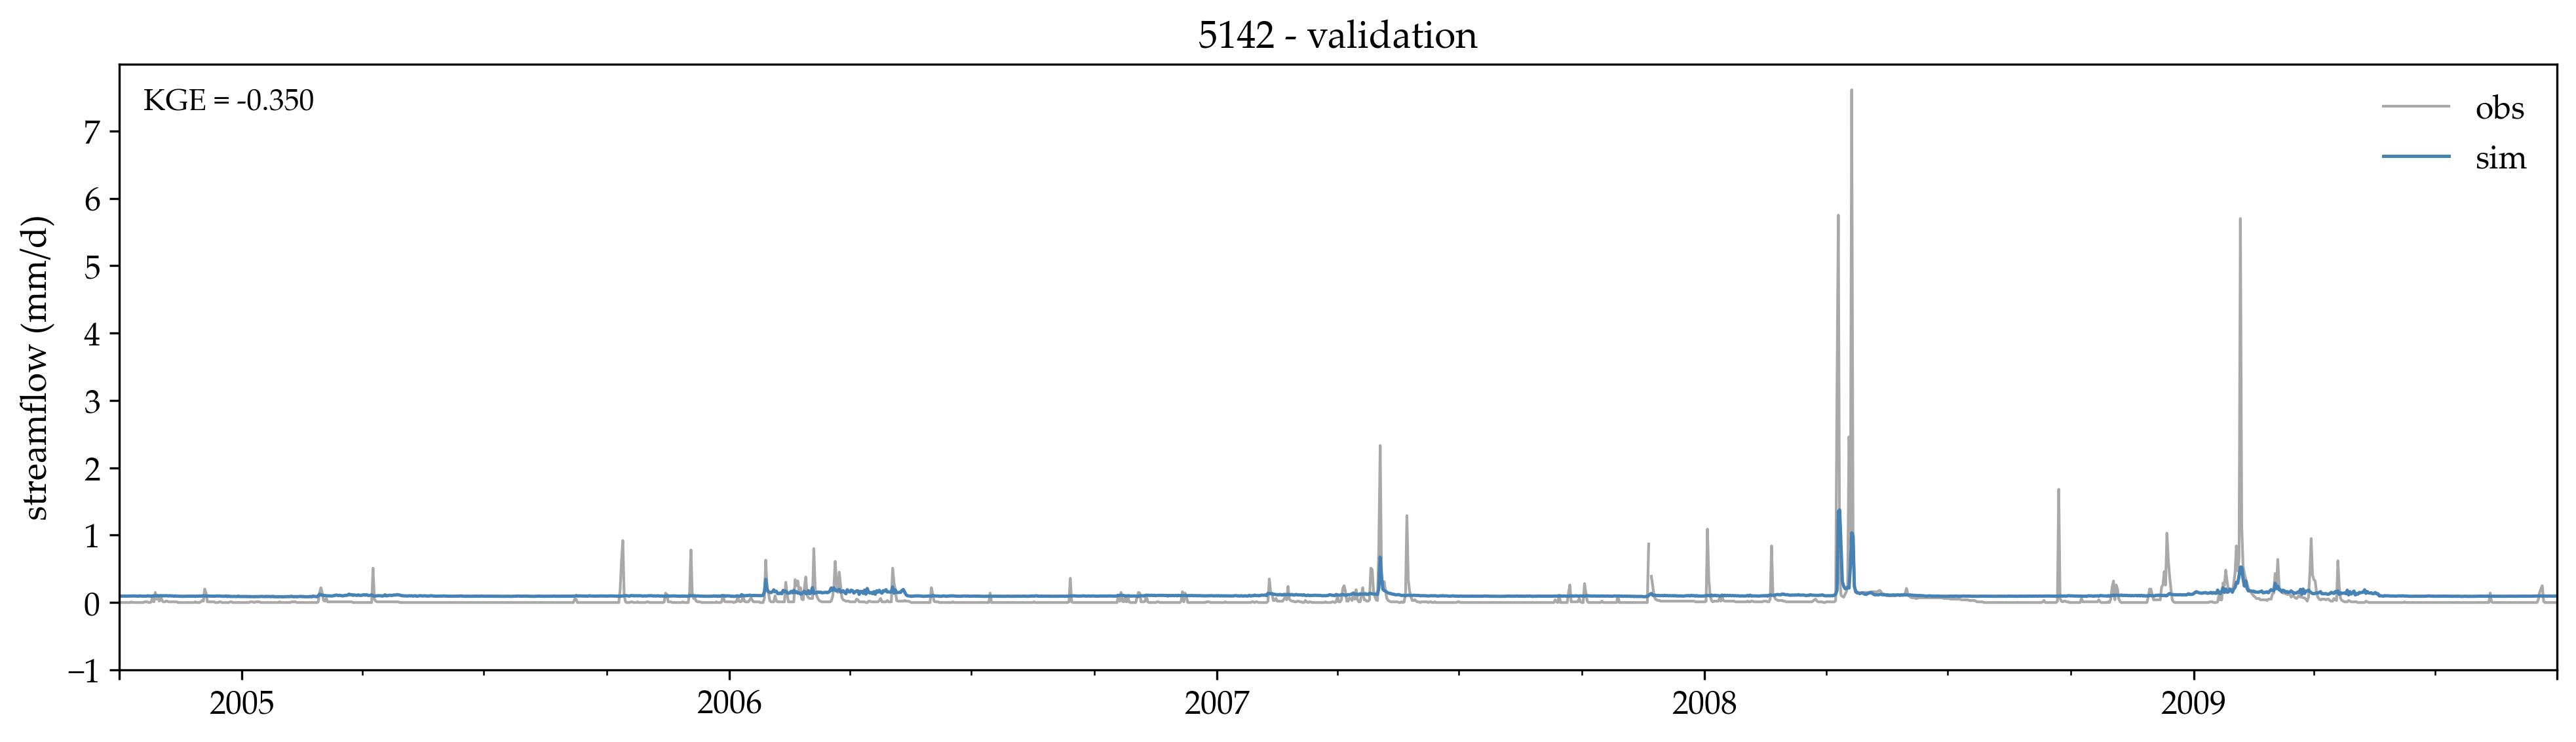 5142 - validation
KGE = -0.350
obs
sim
streamflow (mm/d)
7
6
5
4
3
2
1
0
−1
2005
2006
2007
2008
2009